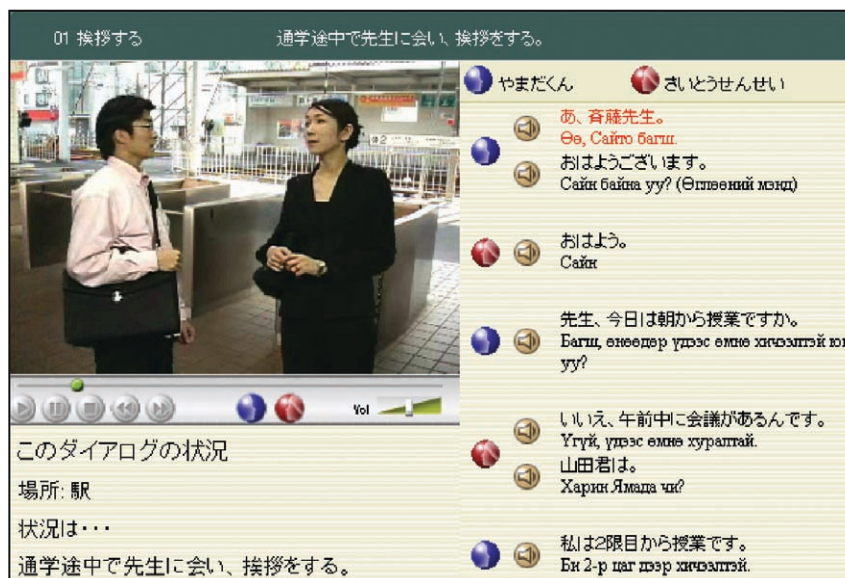 01 挨拶する 通学途中で先生に会い、挨拶をする。
やまだくん さいとうせんせい
あ、斉藤先生。
Өө, Сайто багш.
おはようございます。
Сайн байна уу? (Өглөөний мэнд)
おはよう。
Сайн
先生、今日は朝から授業ですか。
Багш, өнөөдөр үдээс өмнө хичээлтэй
уу?
いいえ、午前中に会議があるんです。
Үгүй, үдээс өмнө хуралтай.
山田君は。
Харин Ямада чи?
私は2限目から授業です。
Би 2-р цаг дээр хичээлтэй.
Vol
このダイアログの状況
場所: 駅
状況は・・・
通学途中で先生に会い、挨拶をする。